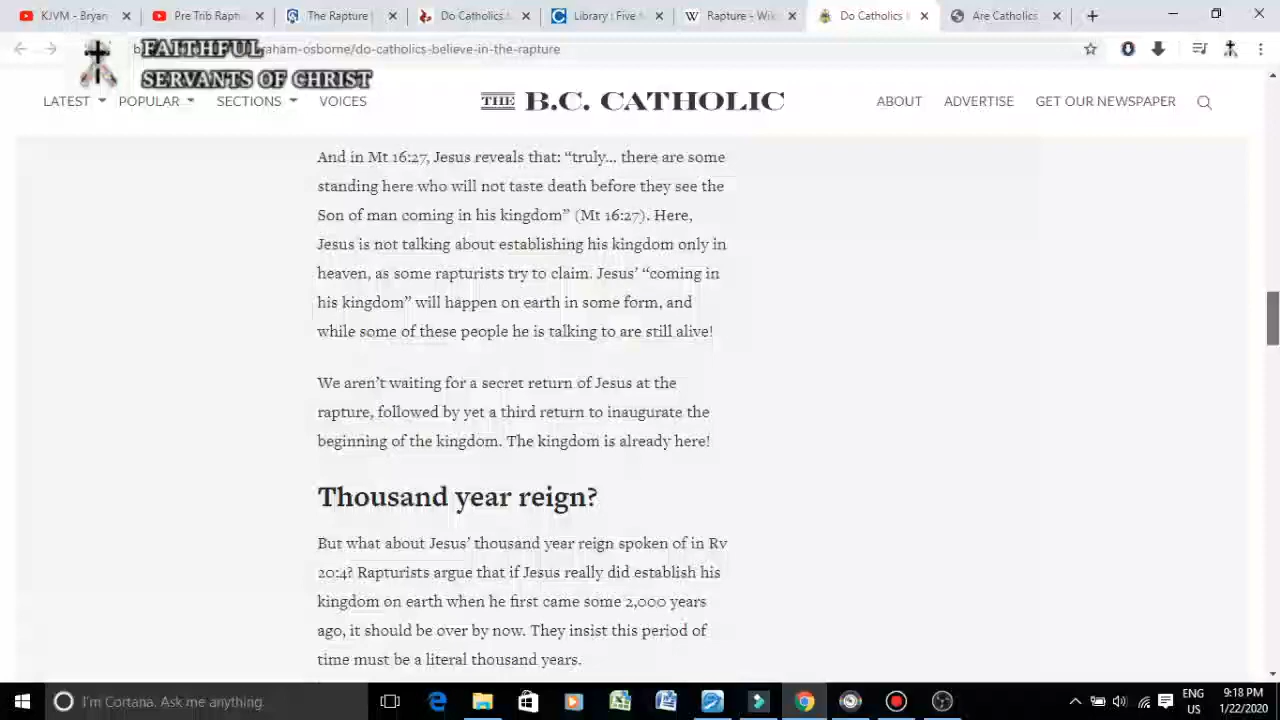 KJVM - Bryan
Pre Trib Raptu
The Rapture
Do Catholics
Library : Five
Rapture - Wik
Do Catholics
Are Catholics
raham-osborne/do-catholics-believe-in-the-rapture
FAITHFUL
SERVANTS OF CHRIST
LATEST
POPULAR
SECTIONS
VOICES
THE B.C. CATHOLIC
ABOUT
ADVERTISE
GET OUR NEWSPAPER
And in Mt 16:27, Jesus reveals that: “truly... there are some
standing here who will not taste death before they see the
Son of man coming in his kingdom” (Mt 16:27). Here,
Jesus is not talking about establishing his kingdom only in
heaven, as some rapturists try to claim. Jesus’ “coming in
his kingdom” will happen on earth in some form, and
while some of these people he is talking to are still alive!
We aren’t waiting for a secret return of Jesus at the
rapture, followed by yet a third return to inaugurate the
beginning of the kingdom. The kingdom is already here!
Thousand year reign?
But what about Jesus’ thousand year reign spoken of in Rv
20:4? Rapturists argue that if Jesus really did establish his
kingdom on earth when he first came some 2,000 years
ago, it should be over by now. They insist this period of
time must be a literal thousand years.
I'm Cortana. Ask me anything.
ENG
US
9:18 PM
1/22/2020